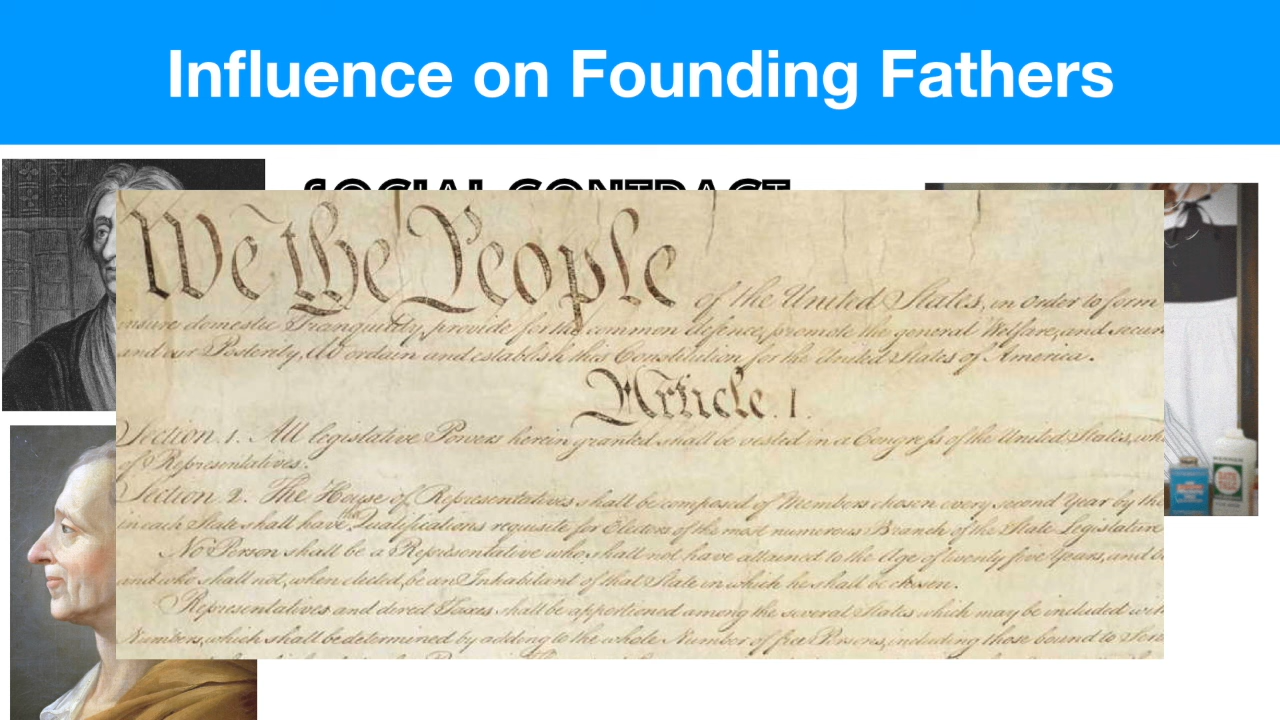 Influence on Founding Fathers
SOCIAL CONTRACT
We the People of the United States, in order to form
insure domestic Tranquility, provide for the common defence, promote the general Welfare, and secure
and our Posterity, do ordain and establish this Constitution for the United States of America.
Article. I.
Section. 1. All legislative Powers herein granted shall be vested in a Congress of the United States, wh
of Representatives.
Section. 2. The House of Representatives shall be composed of Members chosen every second Year by the
in each State shall have the Qualifications requisite for Electors of the most numerous Branch of the State Legislature
No Person shall be a Representative who shall not have attained to the Age of twenty five Years, and b
and who shall not, when elected, be an Inhabitant of that State in which he shall be chosen.
Representatives and direct Taxes shall be apportioned among the several States which may be included with
Numbers, which shall be determined by adding to the whole Number of free Persons, including those bound to Serv